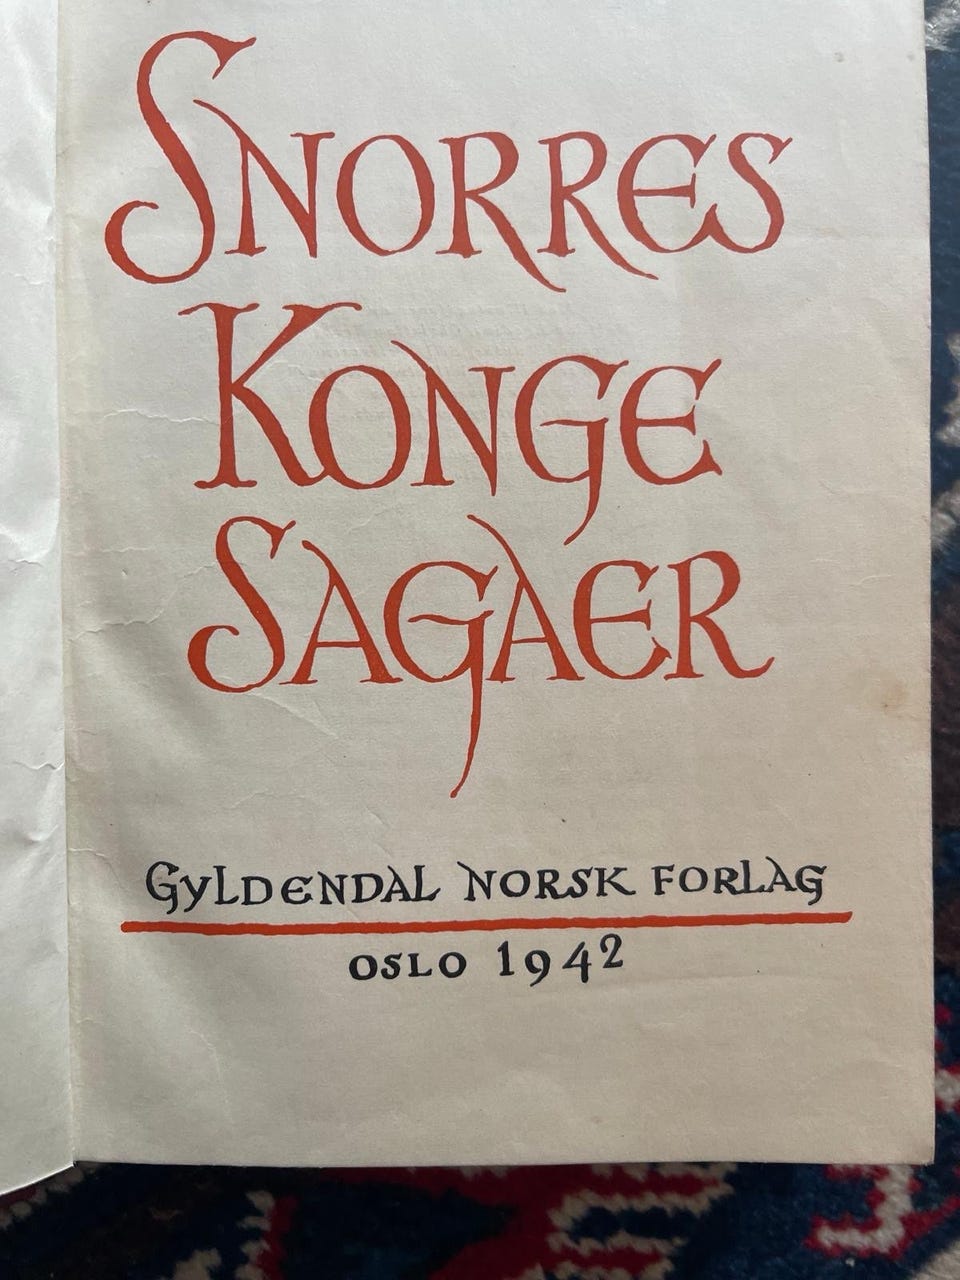 SNORRES
KONGE
SAGAER
GYLDENDAL NORSK FORLAG
OSLO 1942